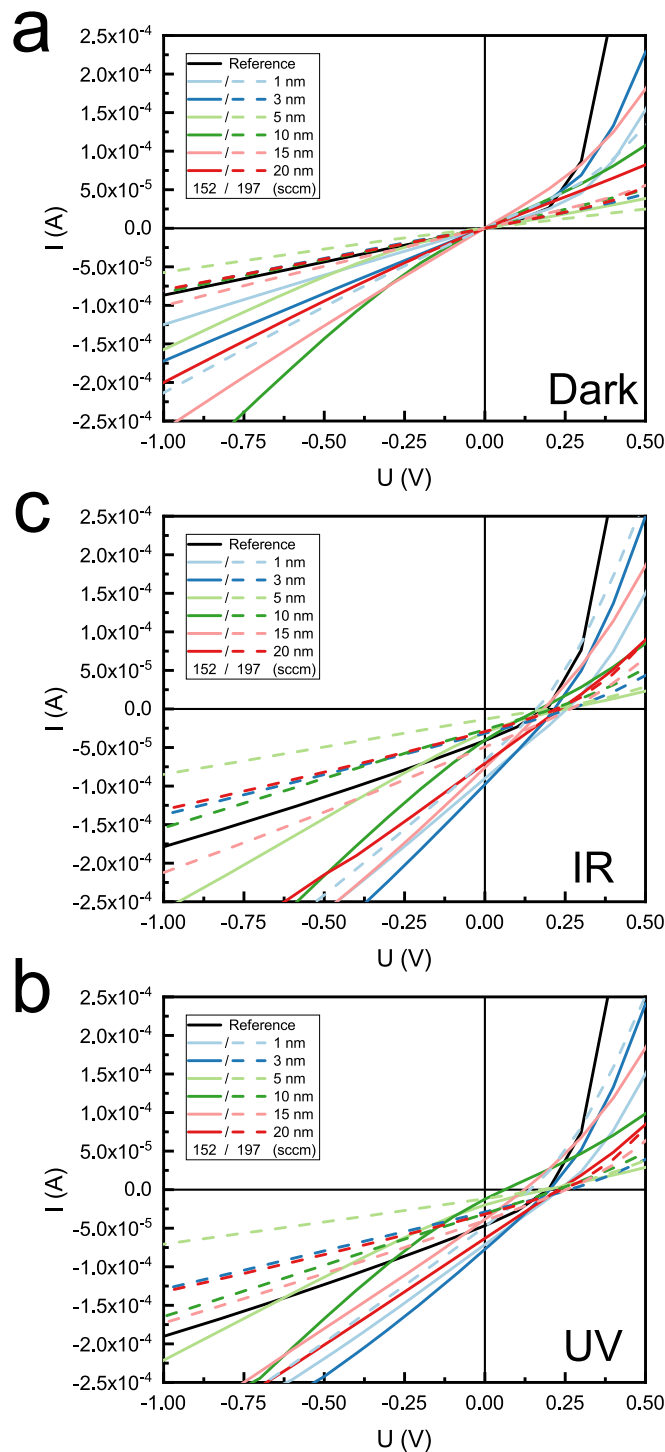 a
2.5x10⁻⁴
2.0x10⁻⁴
1.5x10⁻⁴
1.0x10⁻⁴
5.0x10⁻⁵
0.0
-5.0x10⁻⁵
-1.0x10⁻⁴
-1.5x10⁻⁴
-2.0x10⁻⁴
-2.5x10⁻⁴
I (A)
Reference
/ 1 nm
/ 3 nm
/ 5 nm
/ 10 nm
/ 15 nm
/ 20 nm
152 / 197 (sccm)
Dark
-1.00 -0.75 -0.50 -0.25 0.00 0.25 0.50
U (V)
c
2.5x10⁻⁴
2.0x10⁻⁴
1.5x10⁻⁴
1.0x10⁻⁴
5.0x10⁻⁵
0.0
-5.0x10⁻⁵
-1.0x10⁻⁴
-1.5x10⁻⁴
-2.0x10⁻⁴
-2.5x10⁻⁴
I (A)
Reference
/ 1 nm
/ 3 nm
/ 5 nm
/ 10 nm
/ 15 nm
/ 20 nm
152 / 197 (sccm)
IR
-1.00 -0.75 -0.50 -0.25 0.00 0.25 0.50
U (V)
b
2.5x10⁻⁴
2.0x10⁻⁴
1.5x10⁻⁴
1.0x10⁻⁴
5.0x10⁻⁵
0.0
-5.0x10⁻⁵
-1.0x10⁻⁴
-1.5x10⁻⁴
-2.0x10⁻⁴
-2.5x10⁻⁴
I (A)
Reference
/ 1 nm
/ 3 nm
/ 5 nm
/ 10 nm
/ 15 nm
/ 20 nm
152 / 197 (sccm)
UV
-1.00 -0.75 -0.50 -0.25 0.00 0.25 0.50
U (V)